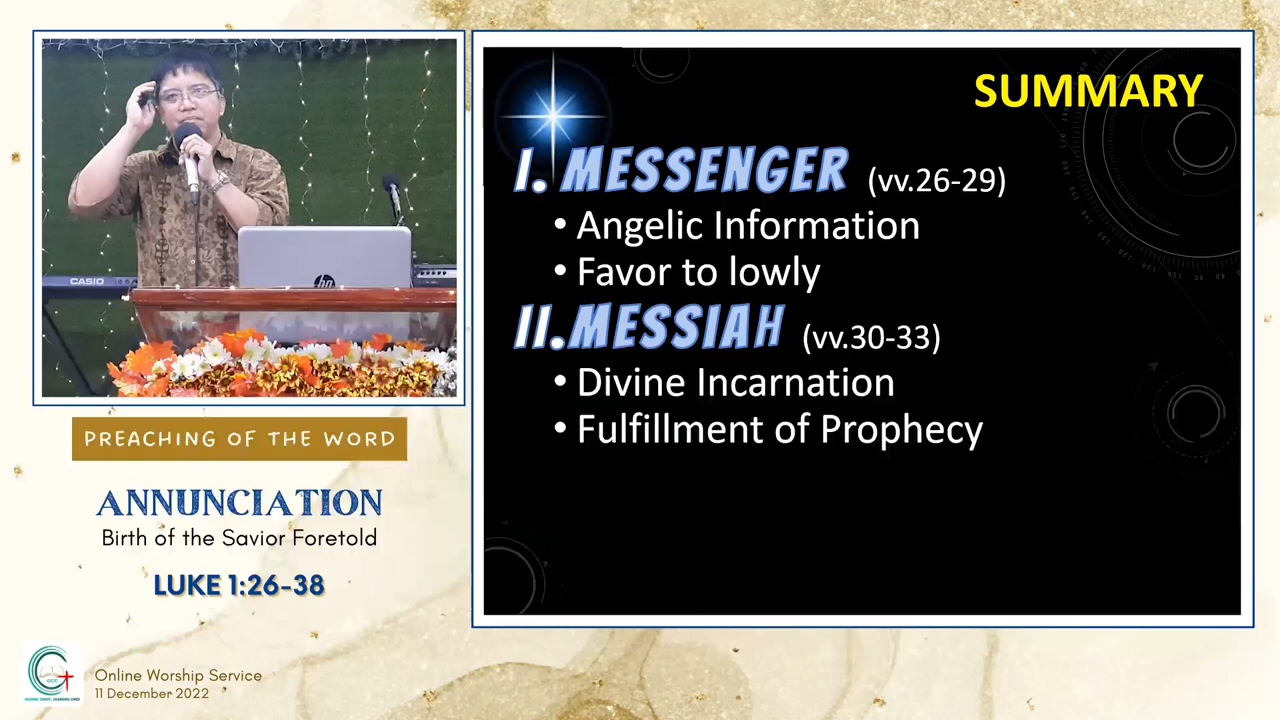 CASIO
hp
PREACHING OF THE WORD
ANNUNCIATION
Birth of the Savior Foretold
LUKE 1:26-38
Online Worship Service
11 December 2022
SUMMARY
I. MESSENGER (vv.26-29)
• Angelic Information
• Favor to lowly
II. MESSIAH (vv.30-33)
• Divine Incarnation
• Fulfillment of Prophecy